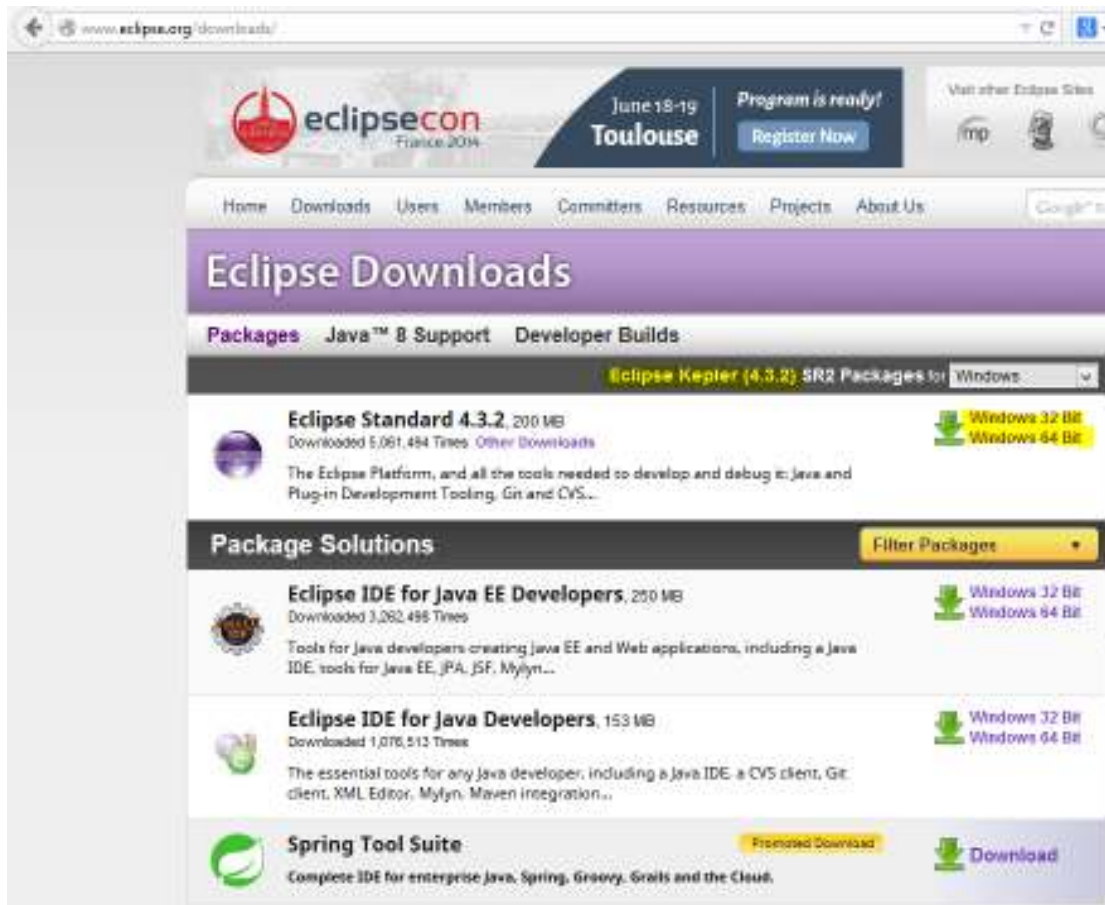 www.eclipse.org/downloads/
eclipsecon
France 2014
June 18-19
Toulouse
Program is ready!
Register Now
Visit other Eclipse Sites
mp
Home Downloads Users Members Committers Resources Projects About Us
Google™
Eclipse Downloads
Packages Java™ 8 Support Developer Builds
Eclipse Kepler (4.3.2) SR2 Packages for Windows
Eclipse Standard 4.3.2, 200 MB
Downloaded 5,061,494 Times Other Downloads
The Eclipse Platform, and all the tools needed to develop and debug it: Java and
Plug-in Development Tooling, Git and CVS...
Windows 32 Bit
Windows 64 Bit
Package Solutions
Filter Packages
Eclipse IDE for Java EE Developers, 250 MB
Downloaded 3,262,498 Times
Tools for Java developers creating Java EE and Web applications, including a Java
IDE, tools for Java EE, JPA, JSF, Mylyn...
Windows 32 Bit
Windows 64 Bit
Eclipse IDE for Java Developers, 153 MB
Downloaded 1,076,513 Times
The essential tools for any Java developer, including a Java IDE, a CVS client, Git
client, XML Editor, Mylyn, Maven integration...
Windows 32 Bit
Windows 64 Bit
Spring Tool Suite
Promoted Download
Complete IDE for enterprise Java, Spring, Groovy, Grails and the Cloud.
Download